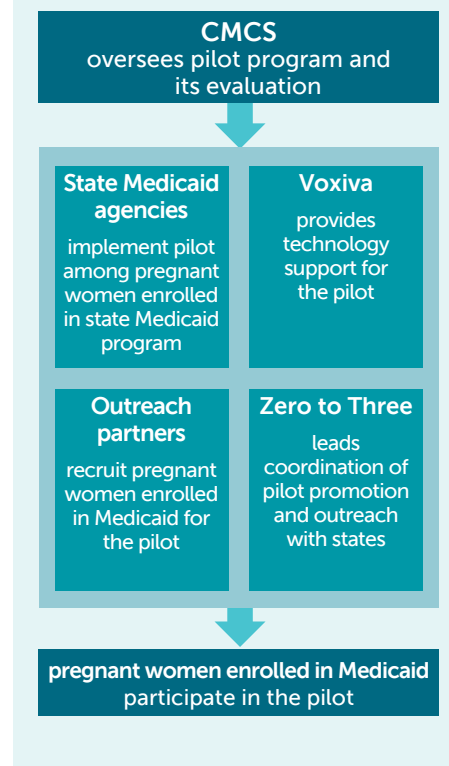 CMCS
oversees pilot program and
its evaluation
State Medicaid
agencies
implement pilot
among pregnant
women enrolled
in state Medicaid
program
Voxiva
provides
technology
support for
the pilot
Outreach
partners
recruit pregnant
women enrolled
in Medicaid for
the pilot
Zero to Three
leads
coordination of
pilot promotion
and outreach
with states
pregnant women enrolled in Medicaid
participate in the pilot